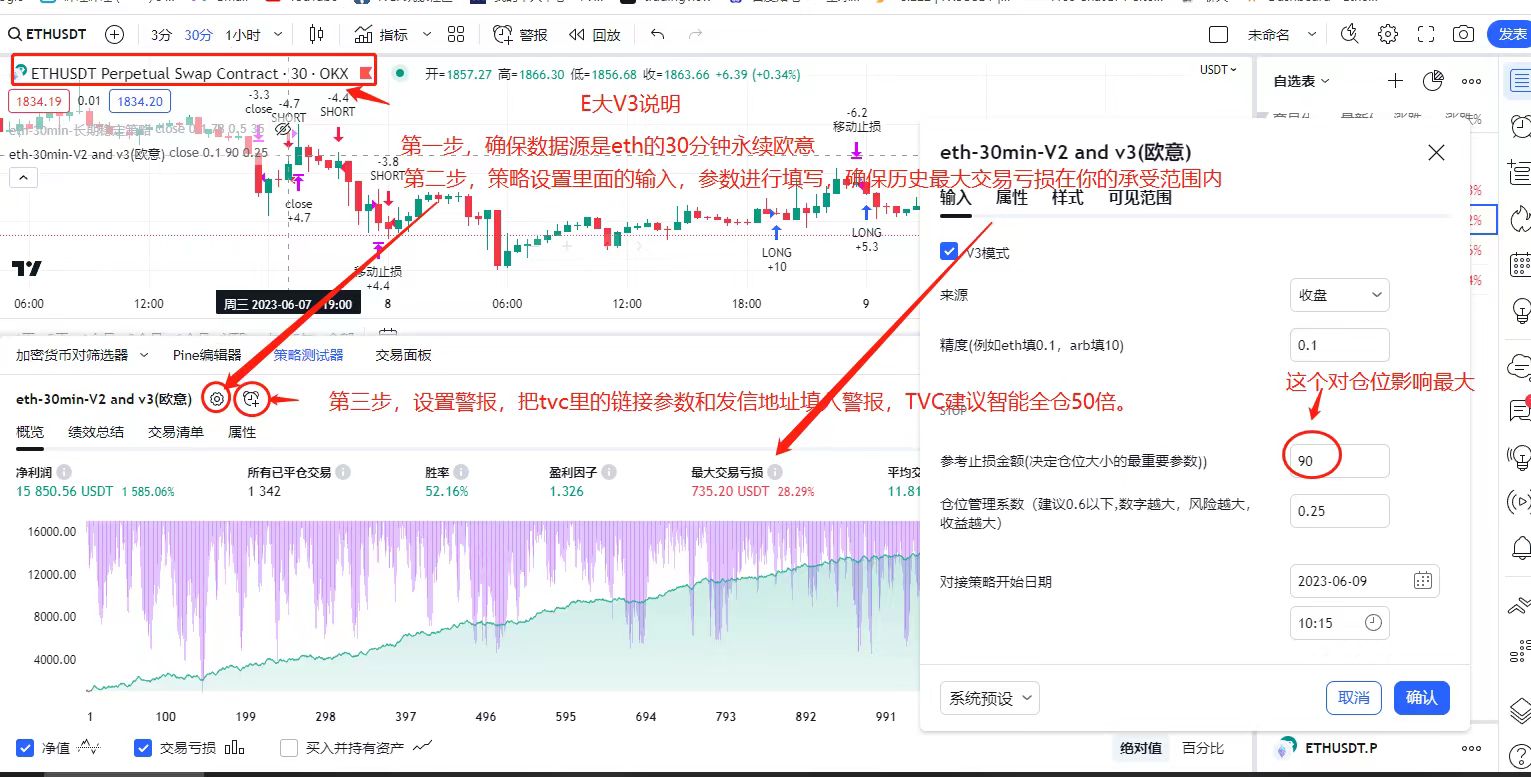 ETHUSDT
3分 30分 1小时
指标
警报
回放
未命名
发表
ETHUSDT Perpetual Swap Contract · 30 · OKX
开=1857.27 高=1866.30 低=1856.68 收=1863.66 +6.39 (+0.34%)
USDT
自选表
1834.19 0.01 1834.20
E大V3说明
第一步，确保数据源是eth的30分钟永续欧意
第二步，策略设置里面的输入，参数进行填写，确保历史最大交易亏损在你的承受范围内
eth-30min-长期稳定策略 close 0.1 78 0.5 35
eth-30min-V2 and v3(欧意) close 0.1 90 0.25
-3.3
close
-4.7
SHORT
-4.4
SHORT
-3.8
SHORT
close
+4.7
移动止损
+4.4
-6.2
移动止损
LONG
+10
LONG
+5.3
06:00 12:00 周三 2023-06-07 19:00 8 06:00 12:00 18:00 9
加密货币对筛选器 Pine编辑器 策略测试器 交易面板
eth-30min-V2 and v3(欧意)
第三步，设置警报，把tvc里的链接参数和发信地址填入警报，TVC建议智能全仓50倍。
概览 绩效总结 交易清单 属性
净利润 所有已平仓交易 胜率 盈利因子 最大交易亏损 平均交
15 850.56 USDT 1 585.06% 1 342 52.16% 1.326 735.20 USDT 28.29% 11.81
16000.00
12000.00
8000.00
4000.00
1 100 199 298 397 496 595 694 793 892 991
净值 交易亏损 买入并持有资产
绝对值 百分比
eth-30min-V2 and v3(欧意)
输入 属性 样式 可见范围
V3模式
来源 收盘
精度(例如eth填0.1，arb填10) 0.1
这个对仓位影响最大
STOP
参考止损金额(决定仓位大小的最重要参数)) 90
仓位管理系数（建议0.6以下,数字越大，风险越大，
收益越大） 0.25
对接策略开始日期 2023-06-09
10:15
系统预设 取消 确认
ETHUSDT.P